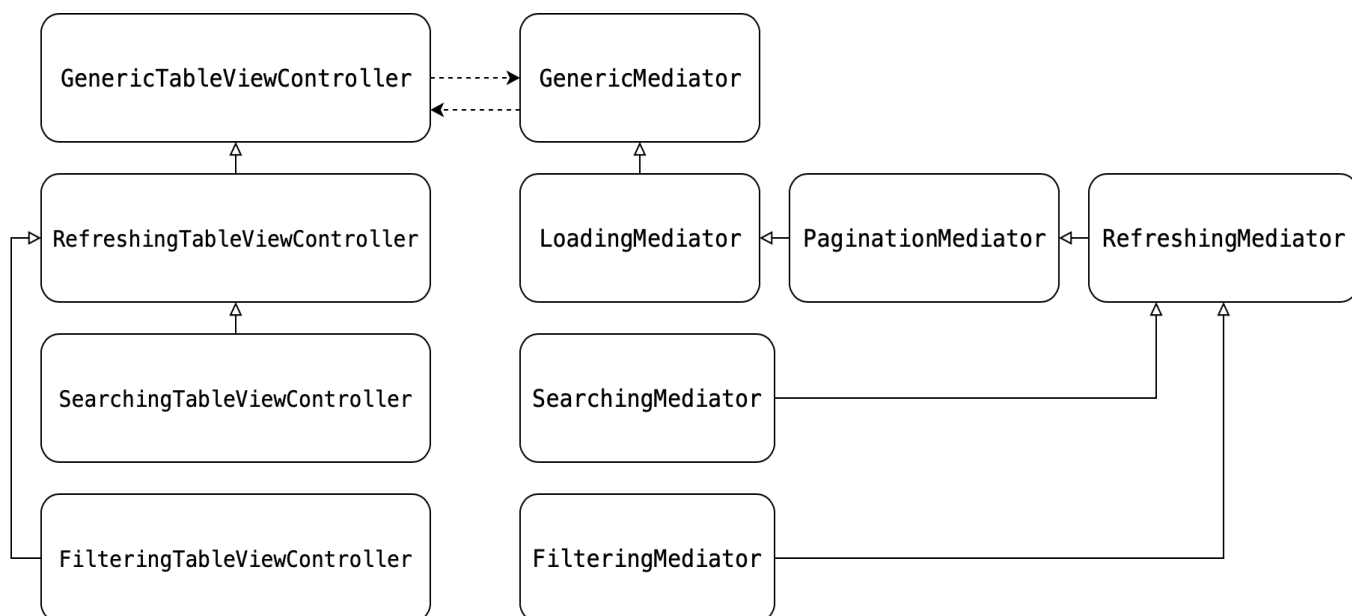 GenericTableViewController
GenericMediator
RefreshingTableViewController
LoadingMediator
PaginationMediator
RefreshingMediator
SearchingTableViewController
SearchingMediator
FilteringTableViewController
FilteringMediator